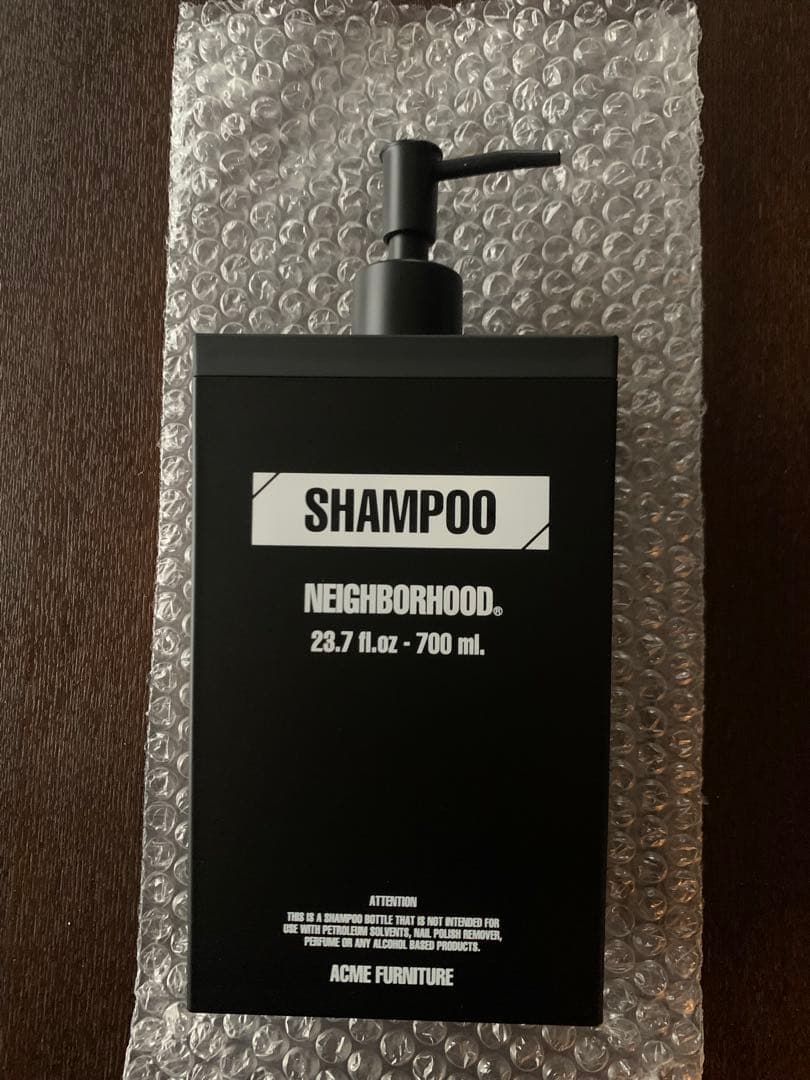 SHAMPOO
NEIGHBORHOOD®
23.7 fl.oz - 700 ml.
ATTENTION
THIS IS A SHAMPOO BOTTLE THAT IS NOT INTENDED FOR
USE WITH PETROLEUM SOLVENTS, NAIL POLISH REMOVER,
PERFUME OR ANY ALCOHOL BASED PRODUCTS.
ACME FURNITURE